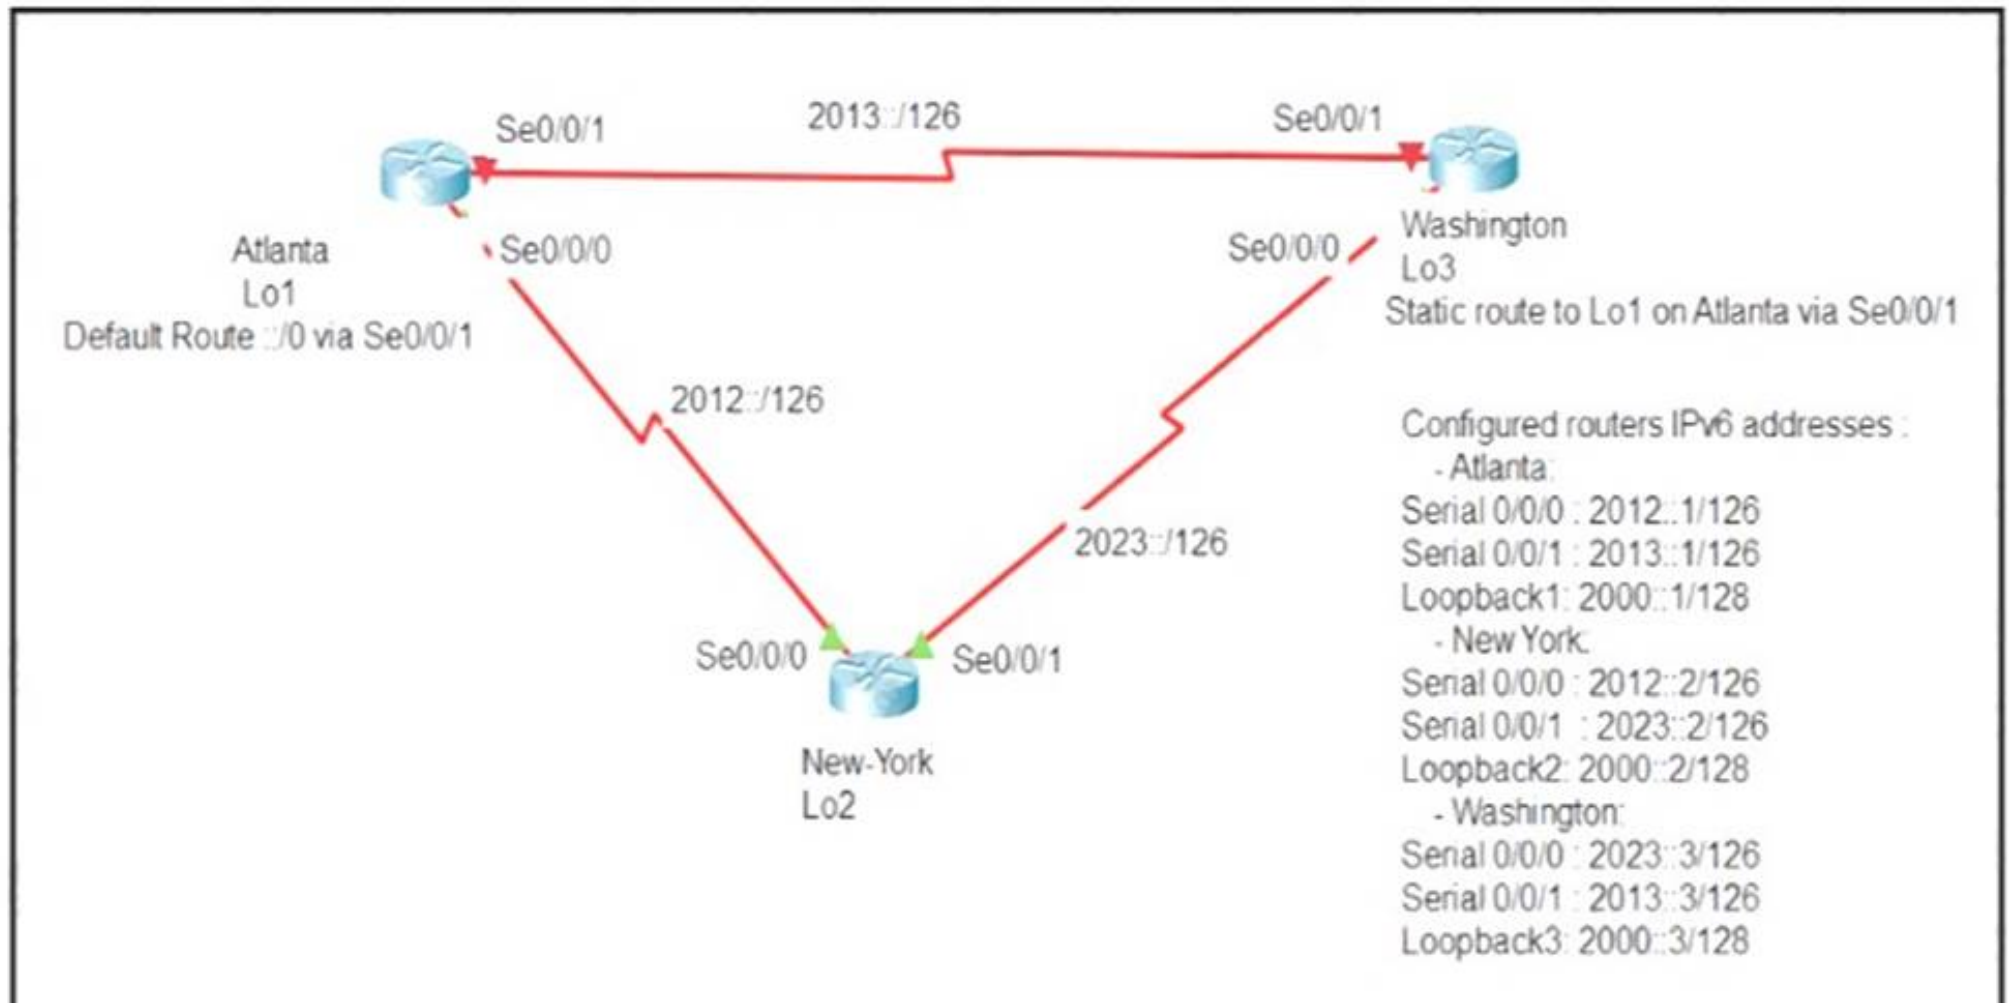 Se0/0/1
2013::/126
Se0/0/1
Atlanta
Lo1
Default Route ::/0 via Se0/0/1
Se0/0/0
Se0/0/0
Washington
Lo3
Static route to Lo1 on Atlanta via Se0/0/1
2012::/126
2023::/126
Se0/0/0
Se0/0/1
New-York
Lo2
Configured routers IPv6 addresses :
- Atlanta:
Serial 0/0/0 : 2012::1/126
Serial 0/0/1 : 2013::1/126
Loopback1: 2000::1/128
- New York:
Serial 0/0/0 : 2012::2/126
Serial 0/0/1 : 2023::2/126
Loopback2: 2000::2/128
- Washington:
Serial 0/0/0 : 2023::3/126
Serial 0/0/1 : 2013::3/126
Loopback3: 2000::3/128